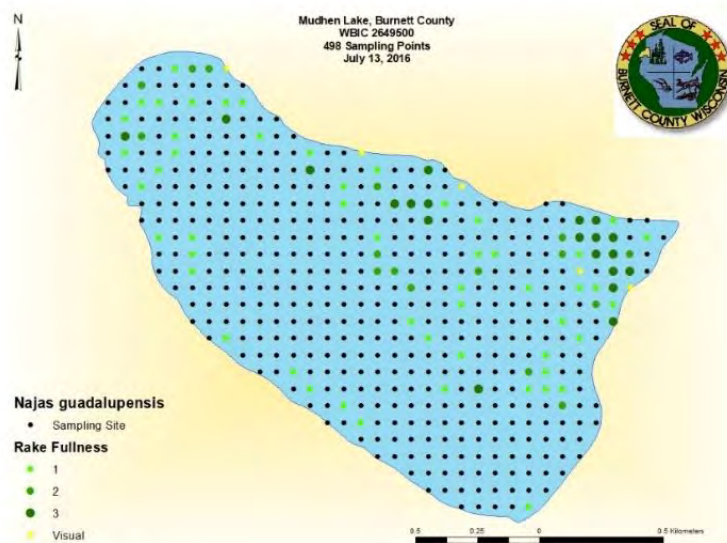 Mudhen Lake, Burnett County
WBIC 2649500
498 Sampling Points
July 13, 2016
N
SEAL OF
BURNETT COUNTY WISCONSIN
Najas guadalupensis
Sampling Site
Rake Fullness
1
2
3
Visual
0.5 0.25 0 0.5 Kilometers